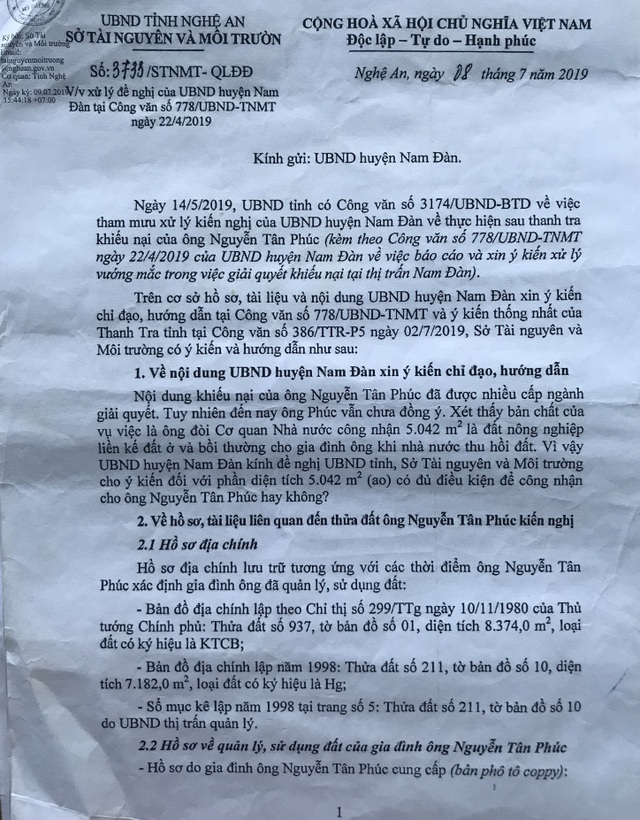 UBND TỈNH NGHỆ AN
SỞ TÀI NGUYÊN VÀ MÔI TRƯỜN
CỘNG HOÀ XÃ HỘI CHỦ NGHĨA VIỆT NAM
Độc lập – Tự do – Hạnh phúc
Số: 3733/STNMT- QLĐĐ
Nghệ An, ngày 08 tháng 7 năm 2019
V/v xử lý đề nghị của UBND huyện Nam
Đàn tại Công văn số 778/UBND-TNMT
ngày 22/4/2019
Sở Tài
nguyên và Môi trường
Email:
Cơ quan: Tỉnh Nghệ
An
Ngày ký: 09.07.2019
15:44:18 +07:00
Kính gửi: UBND huyện Nam Đàn.
Ngày 14/5/2019, UBND tỉnh có Công văn số 3174/UBND-BTD về việc
tham mưu xử lý kiến nghị của UBND huyện Nam Đàn về thực hiện sau thanh tra
khiếu nại của ông Nguyễn Tân Phúc (kèm theo Công văn số 778/UBND-TNMT
ngày 22/4/2019 của UBND huyện Nam Đàn về việc báo cáo và xin ý kiến xử lý
vướng mắc trong việc giải quyết khiếu nại tại thị trấn Nam Đàn).
Trên cơ sở hồ sơ, tài liệu và nội dung UBND huyện Nam Đàn xin ý kiến
chỉ đạo, hướng dẫn tại Công văn số 778/UBND-TNMT và ý kiến thống nhất của
Thanh Tra tỉnh tại Công văn số 386/TTR-P5 ngày 02/7/2019, Sở Tài nguyên và
Môi trường có ý kiến và hướng dẫn như sau:
1. Về nội dung UBND huyện Nam Đàn xin ý kiến chỉ đạo, hướng dẫn
Nội dung khiếu nại của ông Nguyễn Tân Phúc đã được nhiều cấp ngành
giải quyết. Tuy nhiên đến nay ông Phúc vẫn chưa đồng ý. Xét thấy bản chất của
vụ việc là ông đòi Cơ quan Nhà nước công nhận 5.042 m² là đất nông nghiệp
liền kề đất ở và bồi thường cho gia đình ông khi nhà nước thu hồi đất. Vì vậy
UBND huyện Nam Đàn kính đề nghị UBND tỉnh, Sở Tài nguyên và Môi trường
cho ý kiến đối với phần diện tích 5.042 m² (ao) có đủ điều kiện để công nhận
cho ông Nguyễn Tân Phúc hay không?
2. Về hồ sơ, tài liệu liên quan đến thửa đất ông Nguyễn Tân Phúc kiến nghị
2.1 Hồ sơ địa chính
Hồ sơ địa chính lưu trữ tương ứng với các thời điểm ông Nguyễn Tân
Phúc xác định gia đình ông đã quản lý, sử dụng đất:
- Bản đồ địa chính lập theo Chỉ thị số 299/TTg ngày 10/11/1980 của Thủ
tướng Chính phủ: Thửa đất số 937, tờ bản đồ số 01, diện tích 8.374,0 m², loại
đất có ký hiệu là KTCB;
- Bản đồ địa chính lập năm 1998: Thửa đất số 211, tờ bản đồ số 10, diện
tích 7.182,0 m², loại đất có ký hiệu là Hg;
- Sổ mục kê lập năm 1998 tại trang số 5: Thửa đất số 211, tờ bản đồ số 10
do UBND thị trấn quản lý.
2.2 Hồ sơ về quản lý, sử dụng đất của gia đình ông Nguyễn Tân Phúc
- Hồ sơ do gia đình ông Nguyễn Tân Phúc cung cấp (bản phô tô coppy):
1